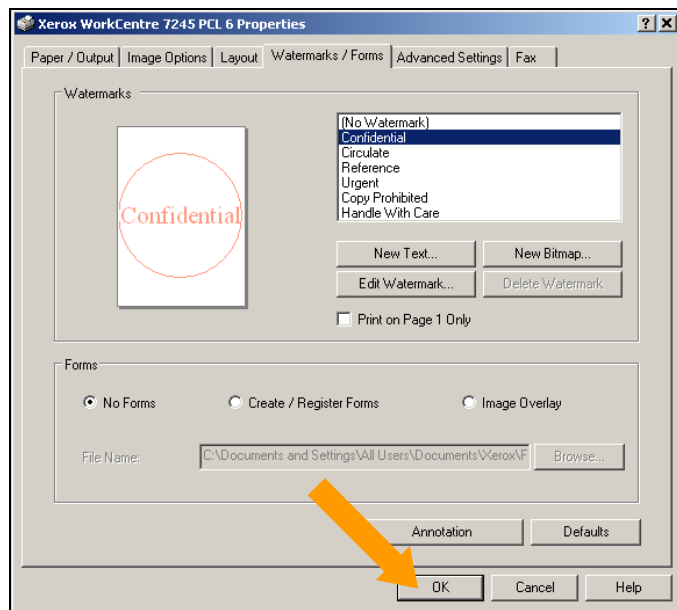 Xerox WorkCentre 7245 PCL 6 Properties
Paper / Output Image Options Layout Watermarks / Forms Advanced Settings Fax
Watermarks
Confidential
(No Watermark)
Confidential
Circulate
Reference
Urgent
Copy Prohibited
Handle With Care
New Text... New Bitmap...
Edit Watermark... Delete Watermark
Print on Page 1 Only
Forms
No Forms Create / Register Forms Image Overlay
File Name: C:\Documents and Settings\All Users\Documents\Xerox\F Browse...
Annotation Defaults
OK Cancel Help